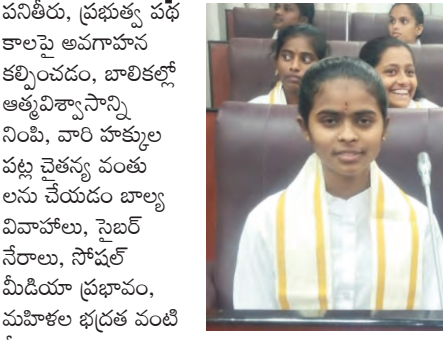 పనితీరు, ప్రభుత్వ పథ
కాలపై అవగాహన
కల్పించడం, బాలికల్లో
ఆత్మవిశ్వాసాన్ని
నింపి, వారి హక్కుల
పట్ల చైతన్య వంతు
లను చేయడం బాల్య
వివాహాలు, సైబర్
నేరాలు, సోషల్
మీడియా ప్రభావం,
మహిళల భద్రత వంటి